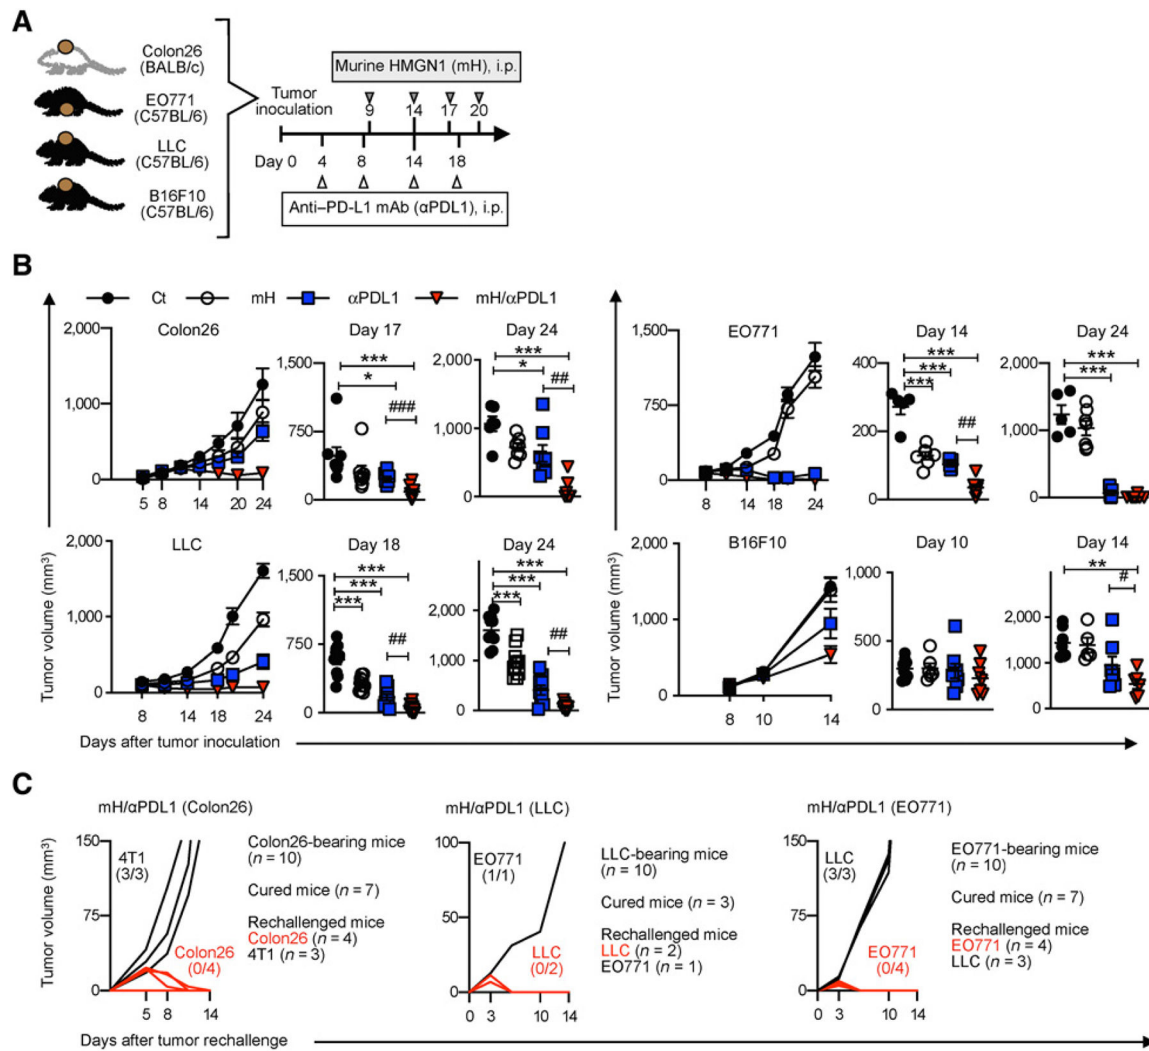 A
Colon26
(BALB/c)
EO771
(C57BL/6)
LLC
(C57BL/6)
B16F10
(C57BL/6)
Murine HMGN1 (mH), i.p.
Tumor
inoculation
9 14 17 20
Day 0 4 8 14 18
Anti–PD-L1 mAb (αPDL1), i.p.
B
Ct mH αPDL1 mH/αPDL1
Colon26
2,000
1,000
0
5 8 14 20 24
Day 17
1,500
750
0
***
*
###
Day 24
2,000
1,000
0
***
*
##
EO771
1,500
750
0
8 14 18 24
Day 14
400
200
0
***
***
***
##
Day 24
2,000
1,000
0
***
***
LLC
2,000
1,000
0
8 14 18 24
Day 18
1,500
750
0
***
***
***
##
Day 24
2,000
1,000
0
***
***
***
##
B16F10
2,000
1,000
0
8 10 14
Day 10
1,000
500
0
Day 14
2,000
1,000
0
**
#
Tumor volume (mm³)
Tumor volume (mm³)
Days after tumor inoculation
C
mH/αPDL1 (Colon26)
150
75
0
4T1
(3/3)
Colon26
(0/4)
5 8 14
Colon26-bearing mice
(n = 10)
Cured mice (n = 7)
Rechallenged mice
Colon26 (n = 4)
4T1 (n = 3)
mH/αPDL1 (LLC)
100
50
0
EO771
(1/1)
LLC
(0/2)
0 3 10 14
LLC-bearing mice
(n = 10)
Cured mice (n = 3)
Rechallenged mice
LLC (n = 2)
EO771 (n = 1)
mH/αPDL1 (EO771)
150
75
0
LLC
(3/3)
EO771
(0/4)
0 3 10 14
EO771-bearing mice
(n = 10)
Cured mice (n = 7)
Rechallenged mice
EO771 (n = 4)
LLC (n = 3)
Tumor volume (mm³)
Days after tumor rechallenge